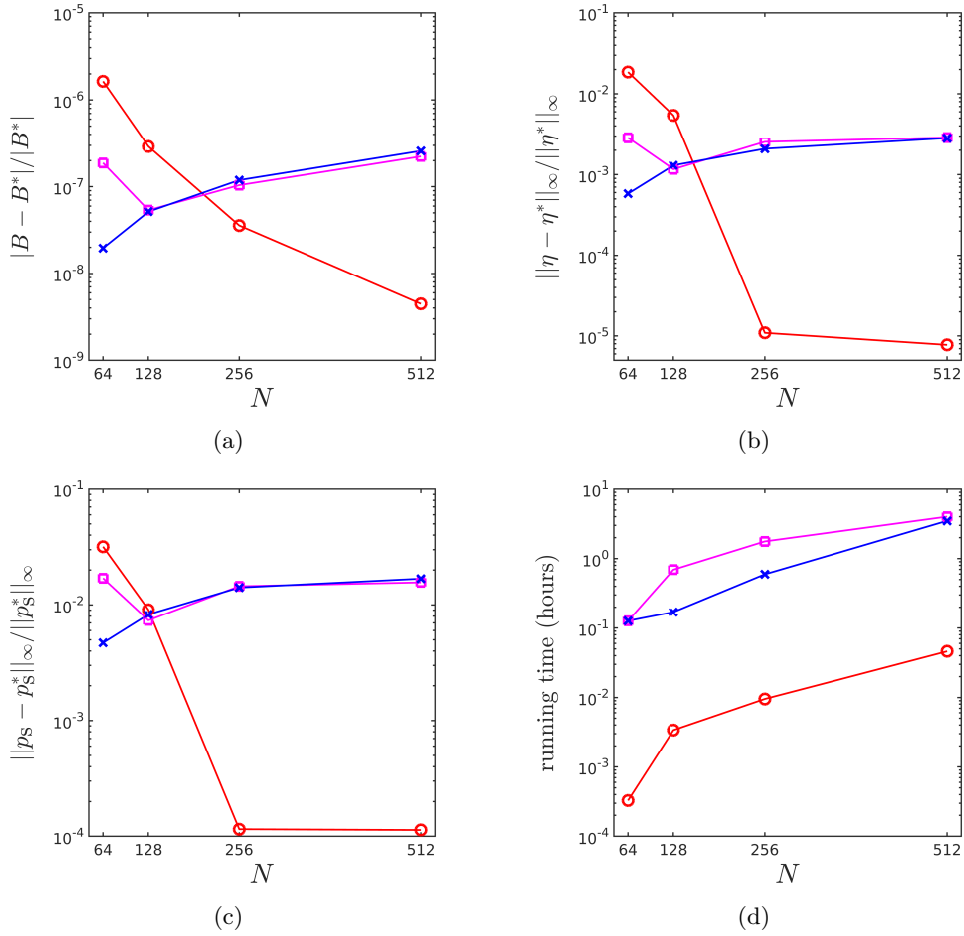 10^-5
10^-6
10^-7
10^-8
10^-9
|B − B*|/|B*|
64 128 256 512
N
(a)
10^-1
10^-2
10^-3
10^-4
10^-5
||η − η*||∞/||η*||∞
64 128 256 512
N
(b)
10^-1
10^-2
10^-3
10^-4
||p_S − p_S*||∞/||p_S*||∞
64 128 256 512
N
(c)
10^1
10^0
10^-1
10^-2
10^-3
10^-4
running time (hours)
64 128 256 512
N
(d)